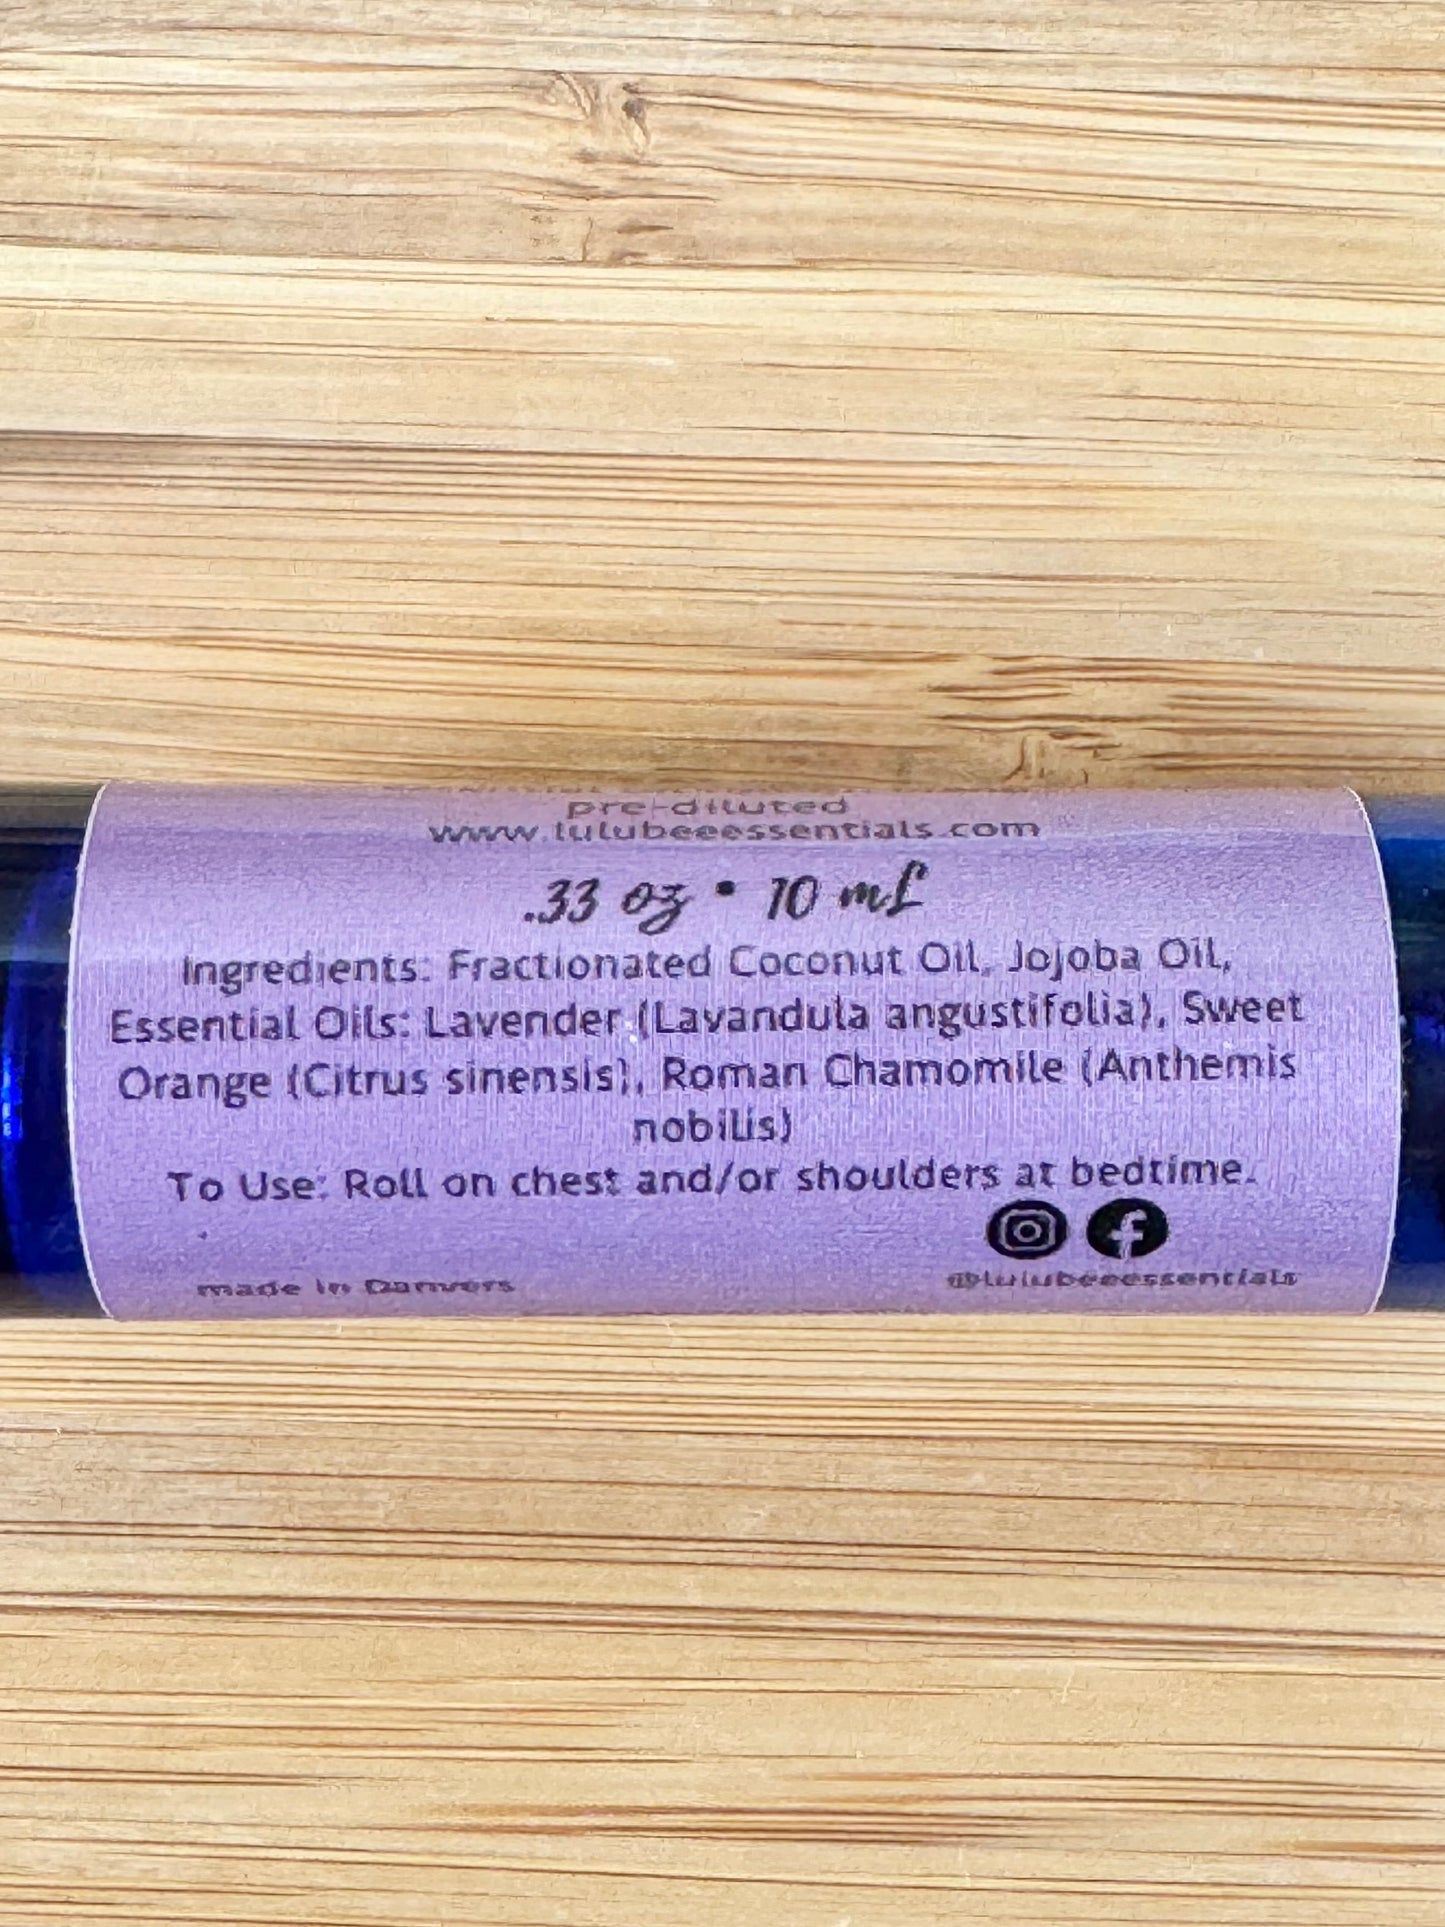 pre-diluted
www.lulubeeessentials.com
.33 oz • 10 mL
Ingredients: Fractionated Coconut Oil, Jojoba Oil,
Essential Oils: Lavender (Lavandula angustifolia), Sweet
Orange (Citrus sinensis), Roman Chamomile (Anthemis
nobilis)
To Use: Roll on chest and/or shoulders at bedtime.
made in Danvers
@lulubeeessentials